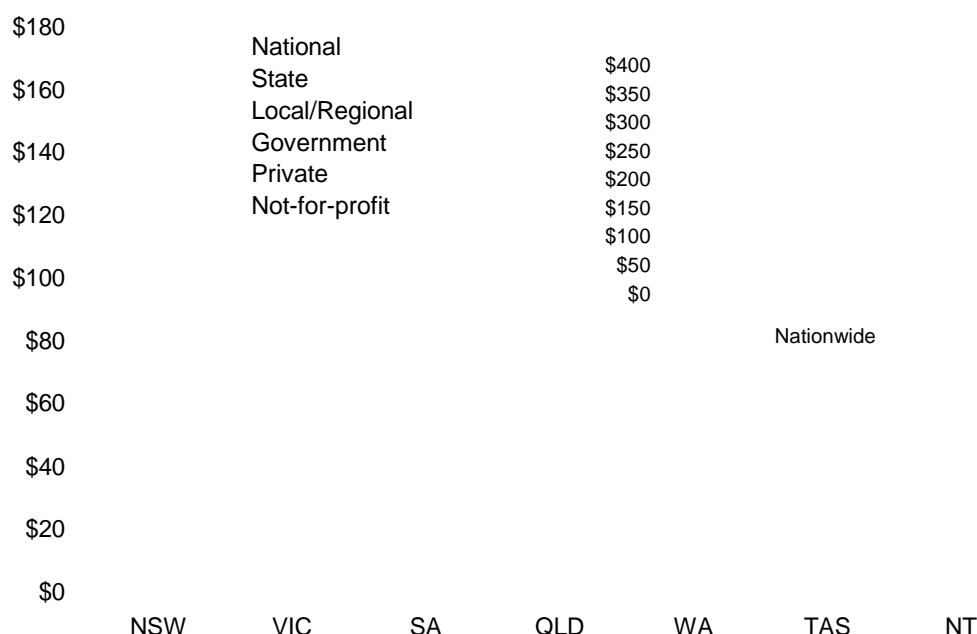 $180
$160
$140
$120
$100
$80
$60
$40
$20
$0
National
State
Local/Regional
Government
Private
Not-for-profit
$400
$350
$300
$250
$200
$150
$100
$50
$0
Nationwide
NSW VIC SA QLD WA TAS NT